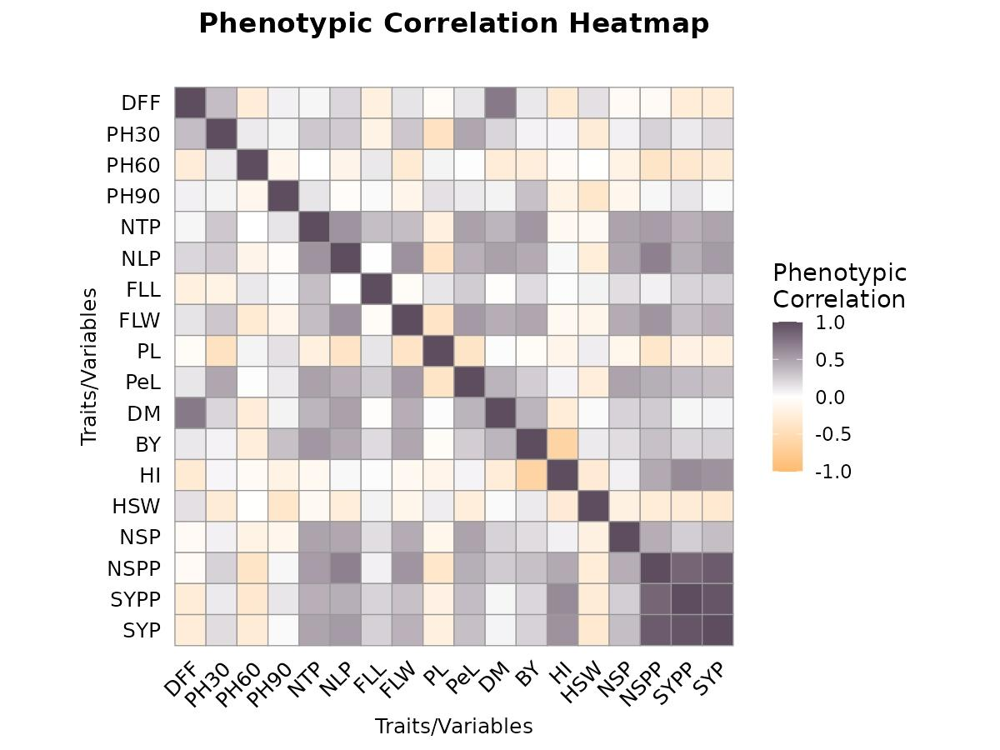 Phenotypic Correlation Heatmap
DFF
PH30
PH60
PH90
NTP
NLP
FLL
FLW
PL
PeL
DM
BY
HI
HSW
NSP
NSPP
SYPP
SYP
Traits/Variables
DFF PH30 PH60 PH90 NTP NLP FLL FLW PL PeL DM BY HI HSW NSP NSPP SYPP SYP
Traits/Variables
Phenotypic
Correlation
1.0
0.5
0.0
-0.5
-1.0